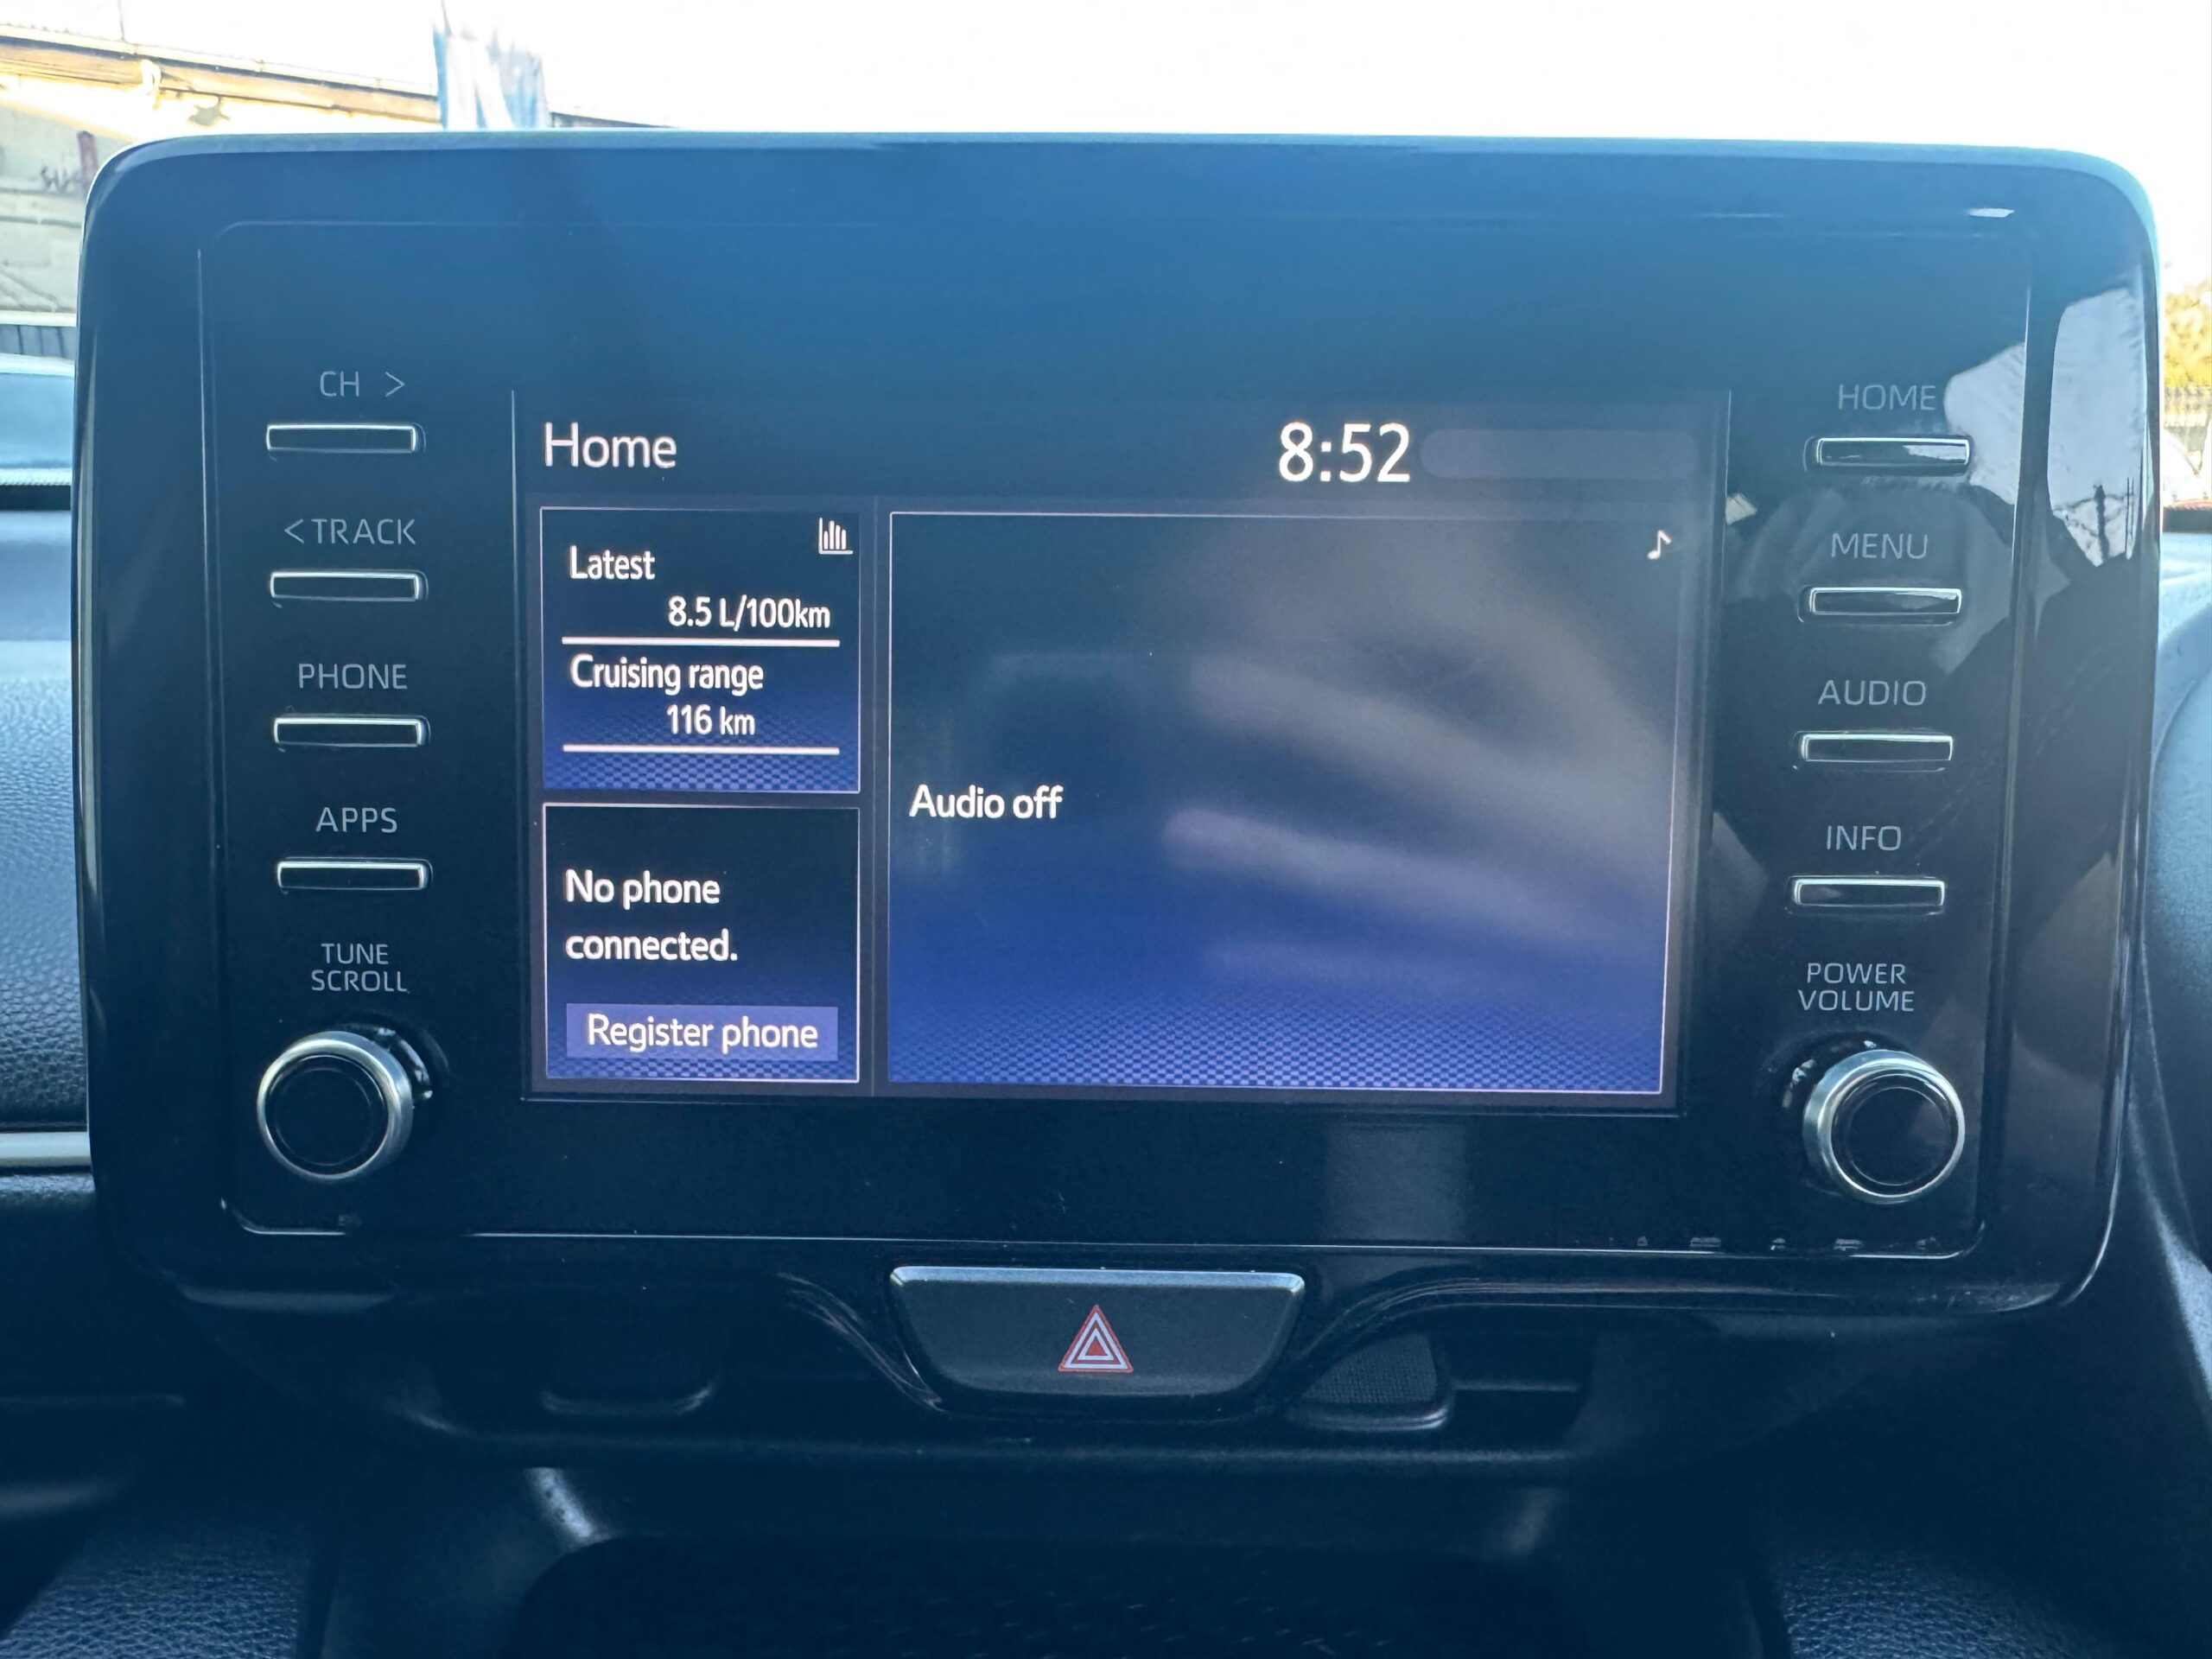 CH >
< TRACK
PHONE
APPS
TUNE
SCROLL
Home
8:52
Latest
8.5 L/100km
Cruising range
116 km
No phone
connected.
Register phone
Audio off
HOME
MENU
AUDIO
INFO
POWER
VOLUME